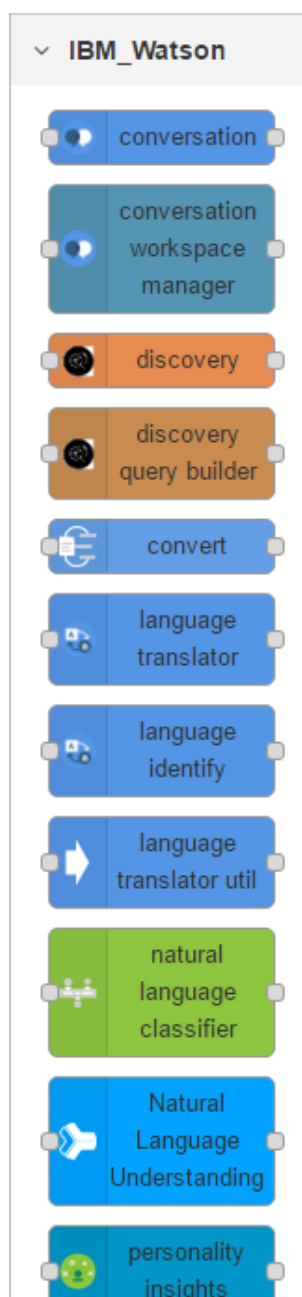 IBM_Watson
conversation
conversation
workspace
manager
discovery
discovery
query builder
convert
language
translator
language
identify
language
translator util
natural
language
classifier
Natural
Language
Understanding
personality
insights